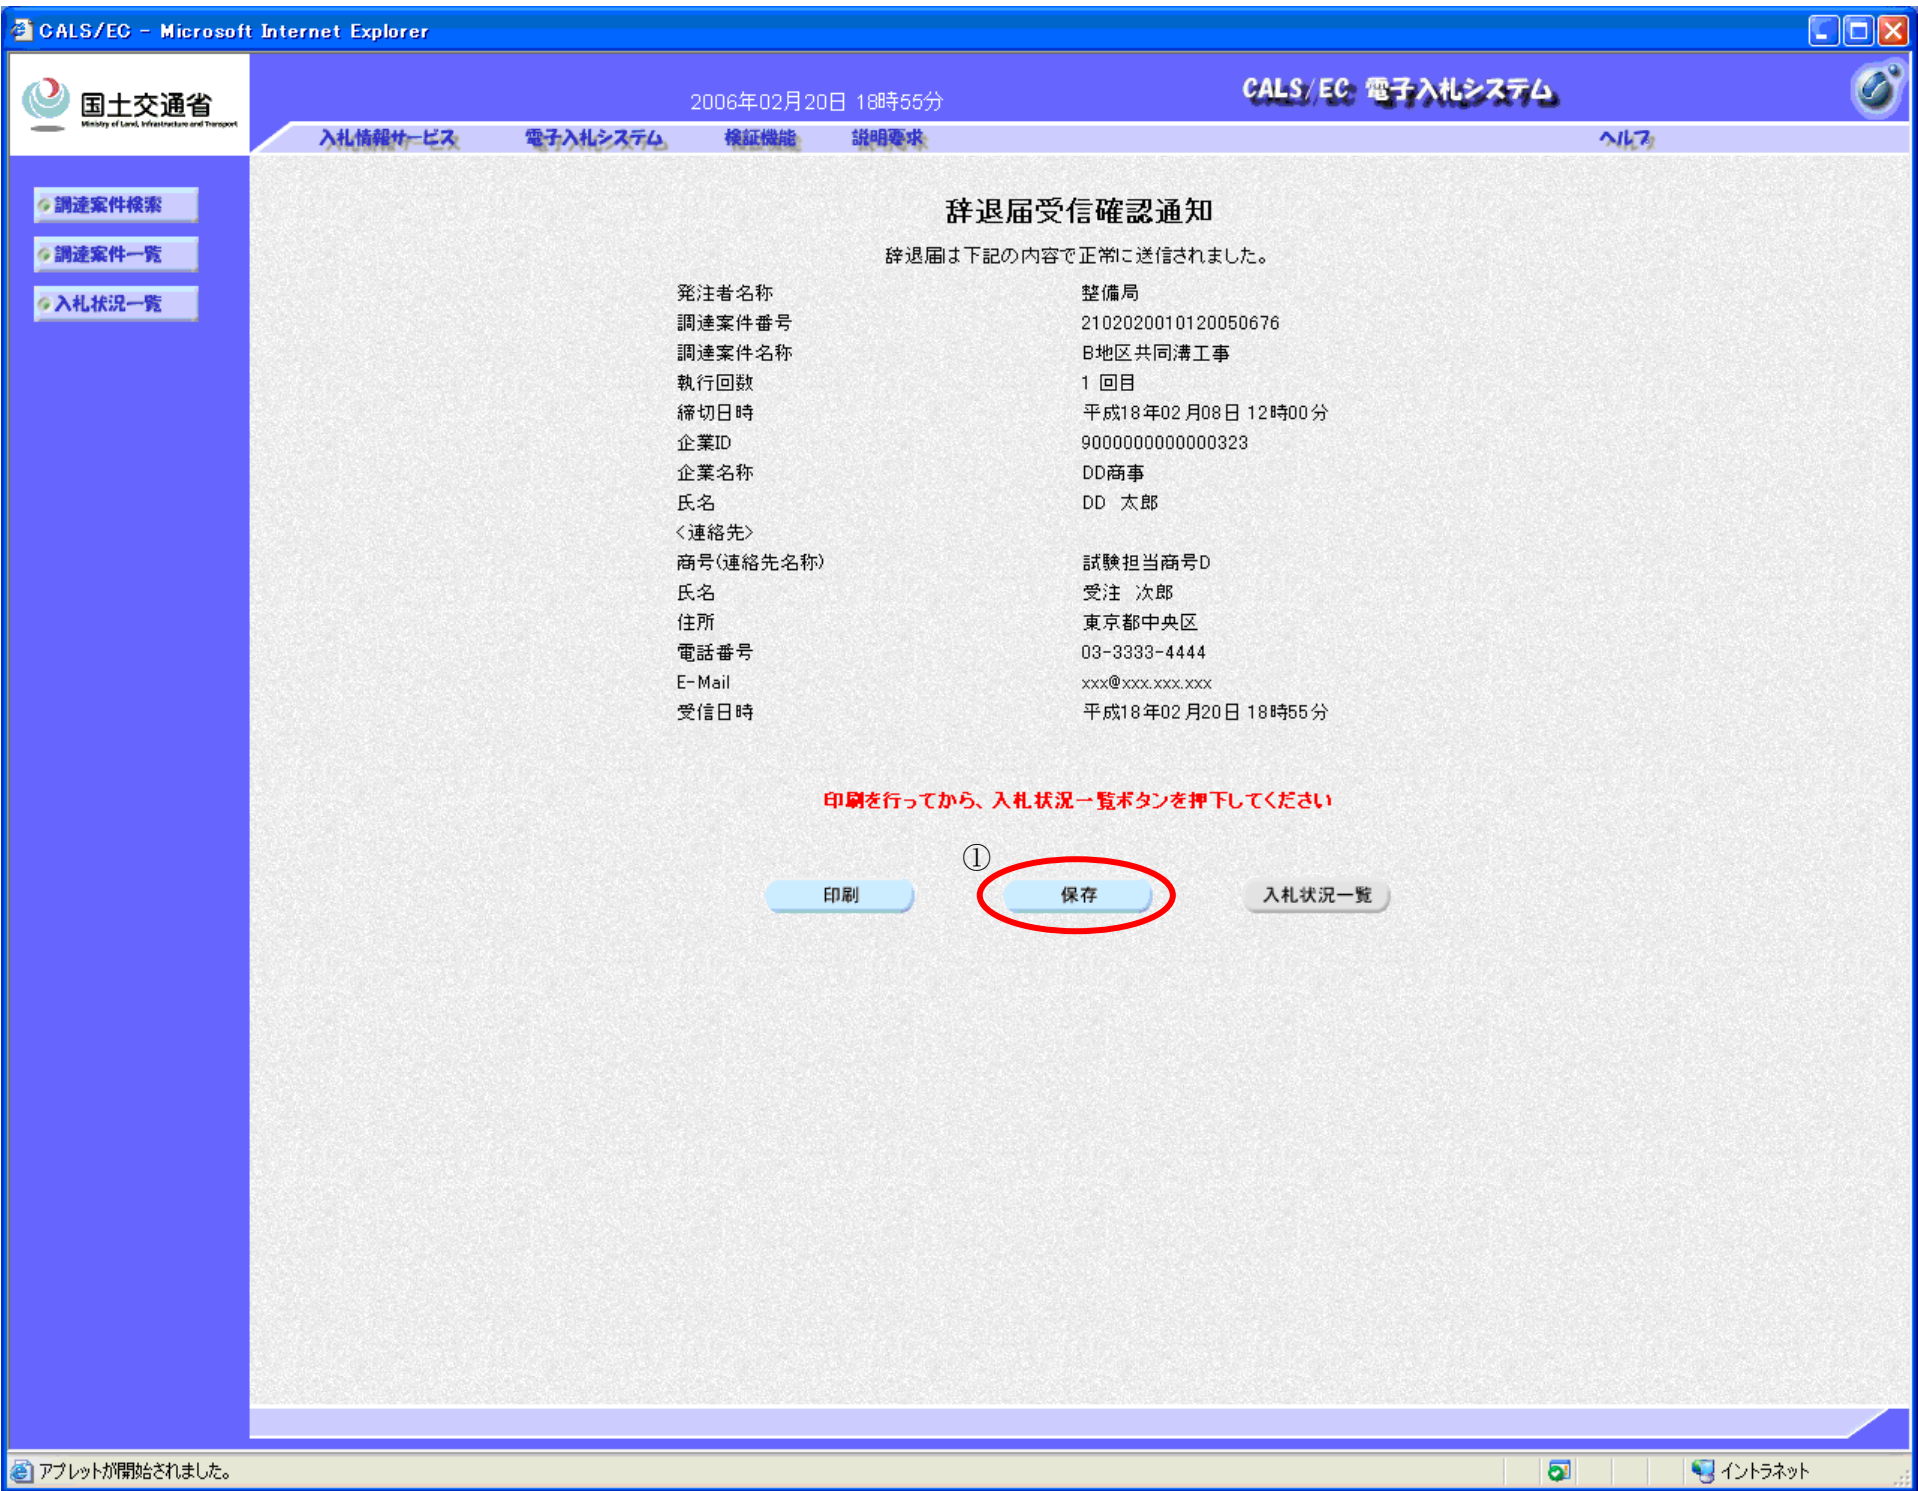 CALS/EC - Microsoft Internet Explorer
国土交通省
Ministry of Land, Infrastructure and Transport
2006年02月20日 18時55分
CALS/EC 電子入札システム
入札情報サービス 電子入札システム 検証機能 説明要求 ヘルプ
調達案件検索
調達案件一覧
入札状況一覧
辞退届受信確認通知
辞退届は下記の内容で正常に送信されました。
発注者名称 整備局
調達案件番号 2102020010120050676
調達案件名称 B地区共同溝工事
執行回数 1 回目
締切日時 平成18年02月08日 12時00分
企業ID 9000000000000323
企業名称 DD商事
氏名 DD 太郎
<連絡先>
商号(連絡先名称) 試験担当商号D
氏名 受注 次郎
住所 東京都中央区
電話番号 03-3333-4444
E-Mail xxx@xxx.xxx.xxx
受信日時 平成18年02月20日 18時55分
印刷を行ってから、入札状況一覧ボタンを押下してください
①
印刷 保存 入札状況一覧
アプレットが開始されました。 イントラネット